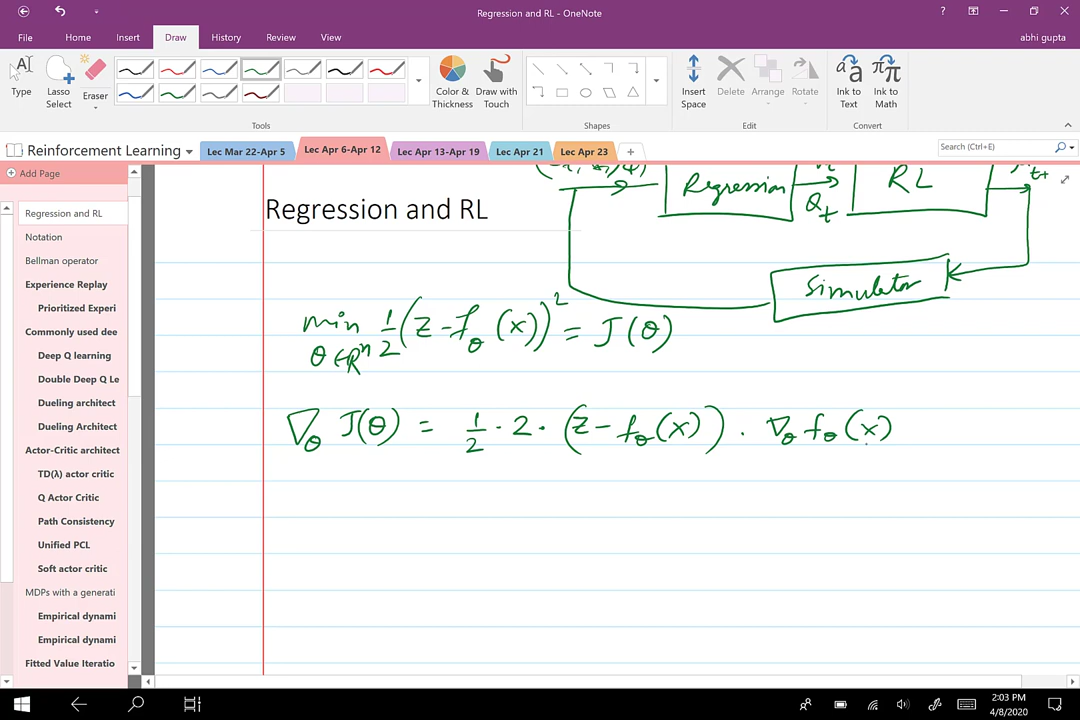 Regression and RL - OneNote
File Home Insert Draw History Review View
abhi gupta
Type
Lasso Select
Eraser
Color & Thickness
Draw with Touch
Insert Space
Delete
Arrange
Rotate
Ink to Text
Ink to Math
Tools
Shapes
Edit
Convert
Reinforcement Learning
Lec Mar 22-Apr 5
Lec Apr 6-Apr 12
Lec Apr 13-Apr 19
Lec Apr 21
Lec Apr 23
Search (Ctrl+E)
Add Page
Regression and RL
Notation
Bellman operator
Experience Replay
Prioritized Experi
Commonly used dee
Deep Q learning
Double Deep Q Le
Dueling architect
Dueling Architect
Actor-Critic architect
TD(λ) actor critic
Q Actor Critic
Path Consistency
Unified PCL
Soft actor critic
MDPs with a generati
Empirical dynami
Empirical dynami
Fitted Value Iteratio
Regression and RL
Regression
Q_t
RL
Simulator
min_{θ∈R^n} 1/2 (z - f_θ(x))² = J(θ)
∇_θ J(θ) = 1/2 · 2 · (z - f_θ(x)) · ∇_θ f_θ(x)
2:03 PM
4/8/2020